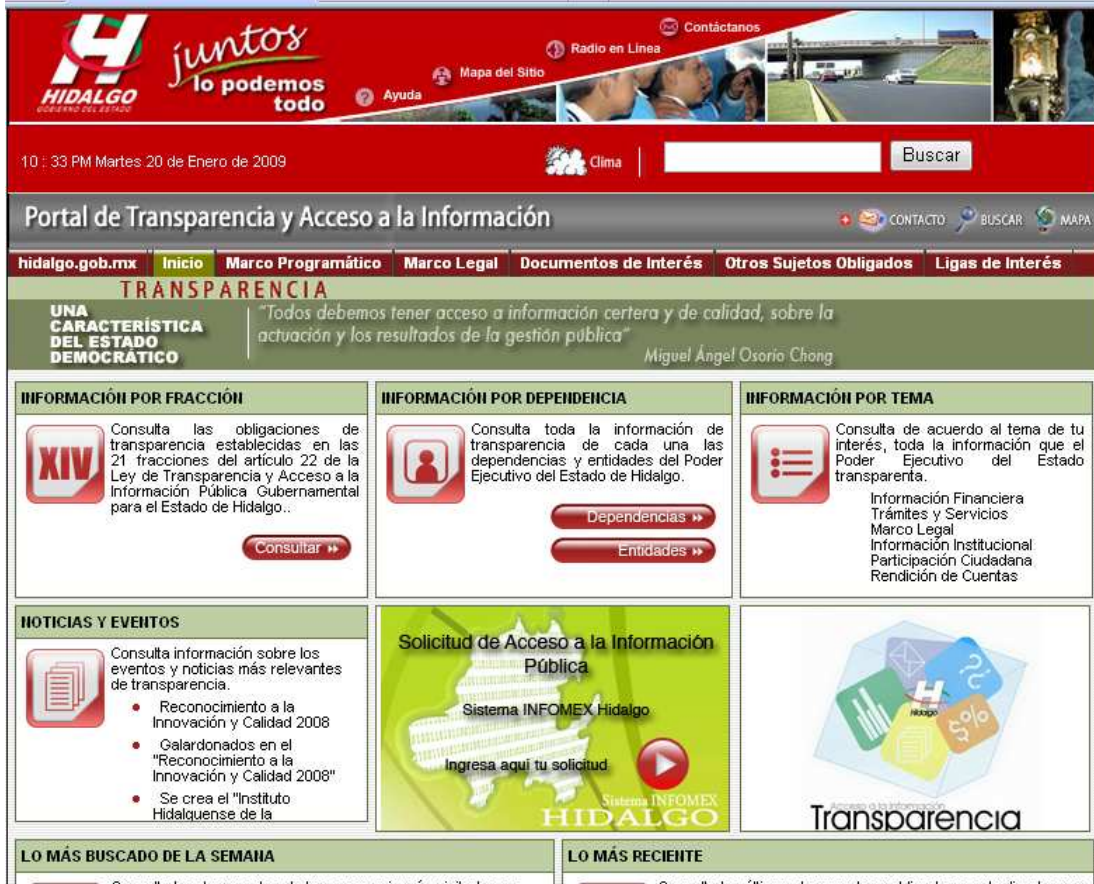 HIDALGO
GOBIERNO DEL ESTADO
juntos
lo podemos
todo
Contáctanos
Radio en Linea
Mapa del Sitio
Ayuda
10 : 33 PM Martes 20 de Enero de 2009
Clima
Buscar
Portal de Transparencia y Acceso a la Información
CONTACTO
BUSCAR
MAPA
hidalgo.gob.mx
Inicio
Marco Programático
Marco Legal
Documentos de Interés
Otros Sujetos Obligados
Ligas de Interés
TRANSPARENCIA
UNA
CARACTERÍSTICA
DEL ESTADO
DEMOCRÁTICO
"Todos debemos tener acceso a información certera y de calidad, sobre la
actuación y los resultados de la gestión pública"
Miguel Ángel Osorio Chong
INFORMACIÓN POR FRACCIÓN
XIV
Consulta las obligaciones de
transparencia establecidas en las
21 fracciones del artículo 22 de la
Ley de Transparencia y Acceso a la
Información Pública Gubernamental
para el Estado de Hidalgo..
Consultar
INFORMACIÓN POR DEPENDENCIA
Consulta toda la información de
transparencia de cada una las
dependencias y entidades del Poder
Ejecutivo del Estado de Hidalgo.
Dependencias
Entidades
INFORMACIÓN POR TEMA
Consulta de acuerdo al tema de tu
interés, toda la información que el
Poder Ejecutivo del Estado
transparenta.
Información Financiera
Trámites y Servicios
Marco Legal
Información Institucional
Participación Ciudadana
Rendición de Cuentas
NOTICIAS Y EVENTOS
Consulta información sobre los
eventos y noticias más relevantes
de transparencia.
Reconocimiento a la
Innovación y Calidad 2008
Galardonados en el
"Reconocimiento a la
Innovación y Calidad 2008"
Se crea el "Instituto
Hidalguense de la
Solicitud de Acceso a la Información
Pública
Sistema INFOMEX Hidalgo
Ingresa aqui tu solicitud
Sistema INFOMEX
HIDALGO
Hidalgo
$%
Acceso a la Información
Transparencia
LO MÁS BUSCADO DE LA SEMANA
LO MÁS RECIENTE